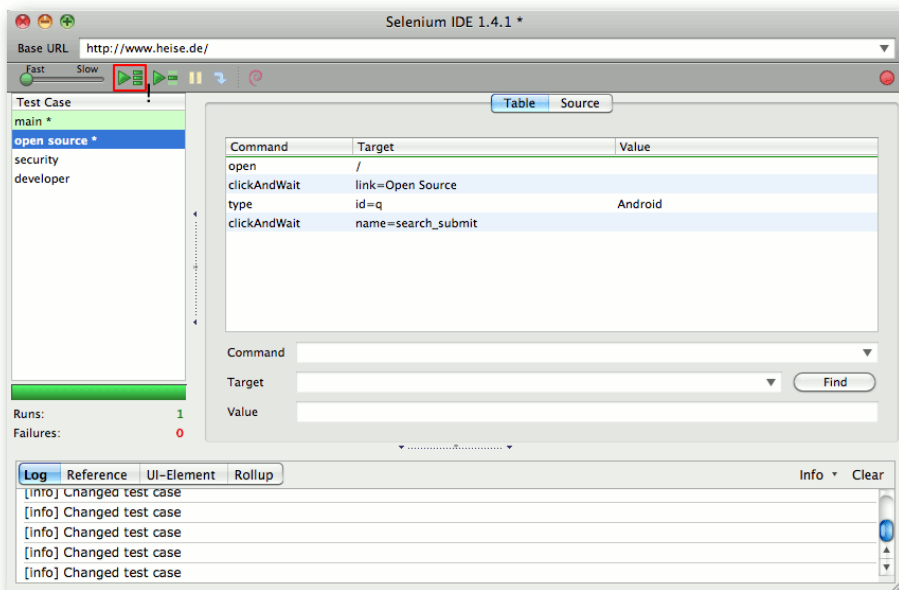 Selenium IDE 1.4.1 *
Base URL http://www.heise.de/
Fast Slow
!
Test Case
main *
open source *
security
developer
Runs: 1
Failures: 0
Table Source
Command Target Value
open /
clickAndWait link=Open Source
type id=q Android
clickAndWait name=search_submit
Command
Target Find
Value
Log Reference UI-Element Rollup Info Clear
[info] Changed test case
[info] Changed test case
[info] Changed test case
[info] Changed test case
[info] Changed test case